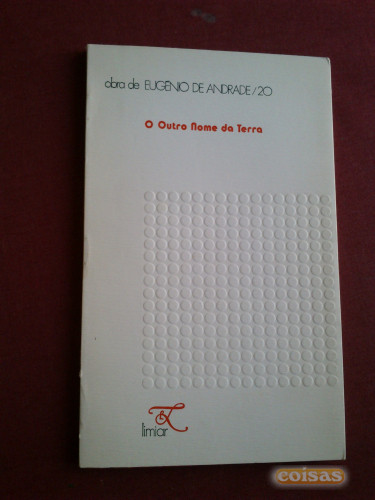 obra de EUGÉNIO DE ANDRADE/20
O Outro Nome da Terra
limiar
coisas